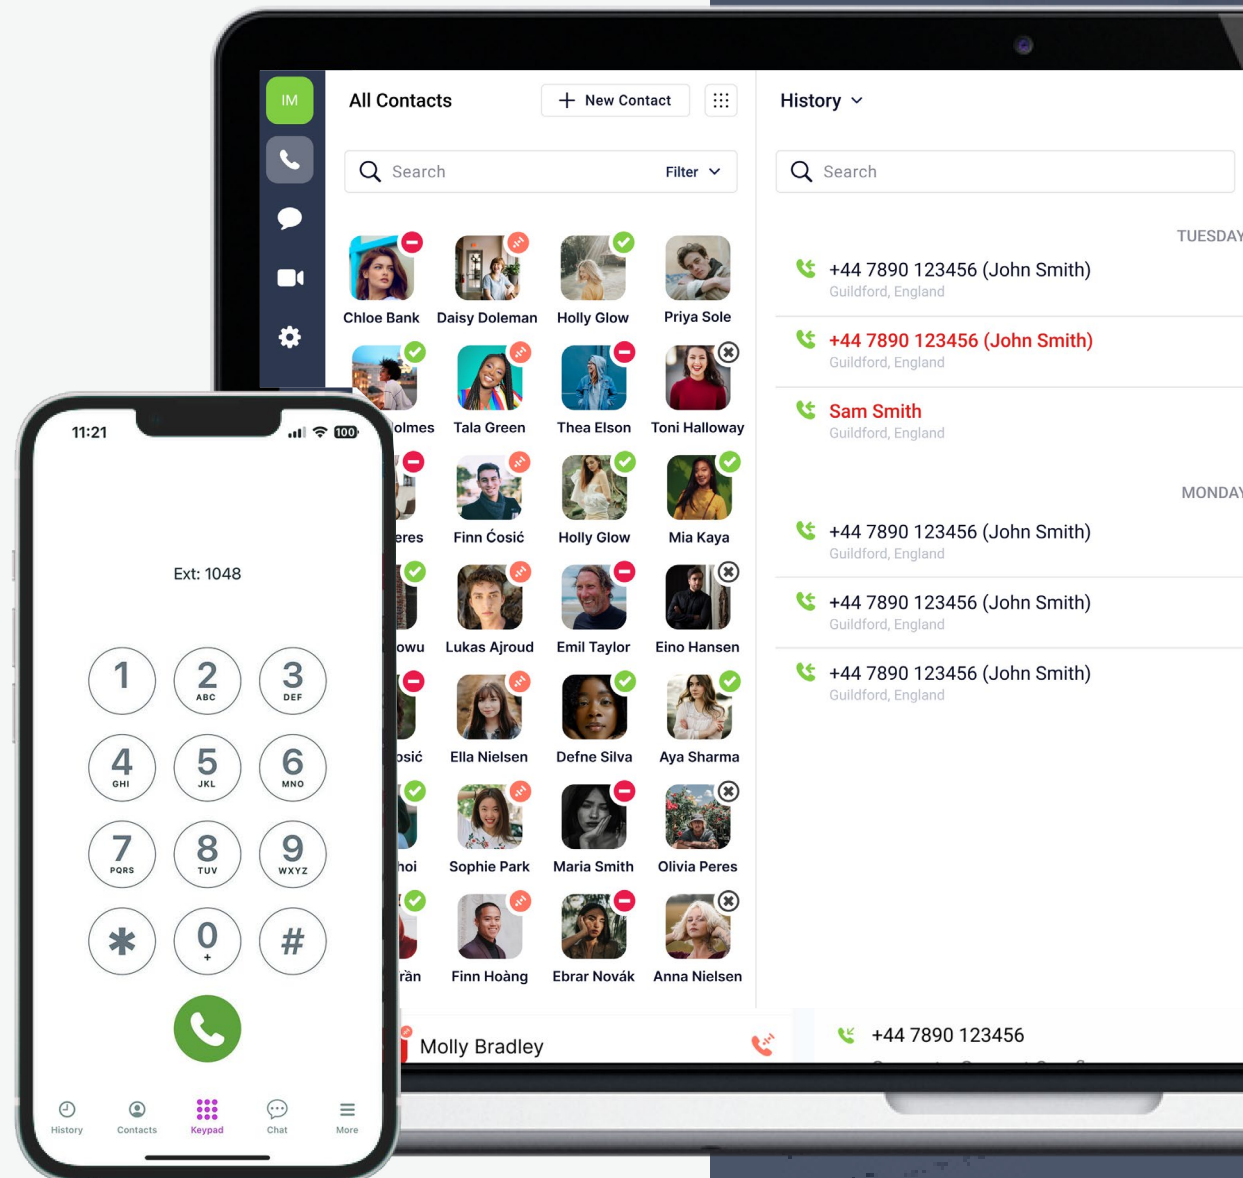 IM
All Contacts
New Contact
Search
Filter
Chloe Bank
Daisy Doleman
Holly Glow
Priya Sole
Tala Green
Thea Elson
Toni Halloway
Finn Ćosić
Holly Glow
Mia Kaya
Lukas Ajroud
Emil Taylor
Eino Hansen
Ella Nielsen
Defne Silva
Aya Sharma
Sophie Park
Maria Smith
Olivia Peres
Finn Hoàng
Ebrar Novák
Anna Nielsen
Molly Bradley
History
Search
TUESDAY
+44 7890 123456 (John Smith)
Guildford, England
+44 7890 123456 (John Smith)
Guildford, England
Sam Smith
Guildford, England
MONDAY
+44 7890 123456 (John Smith)
Guildford, England
+44 7890 123456 (John Smith)
Guildford, England
+44 7890 123456 (John Smith)
Guildford, England
+44 7890 123456
11:21
100
Ext: 1048
1
2
ABC
3
DEF
4
GHI
5
JKL
6
MNO
7
PQRS
8
TUV
9
WXYZ
*
0
+
#
History
Contacts
Keypad
Chat
More